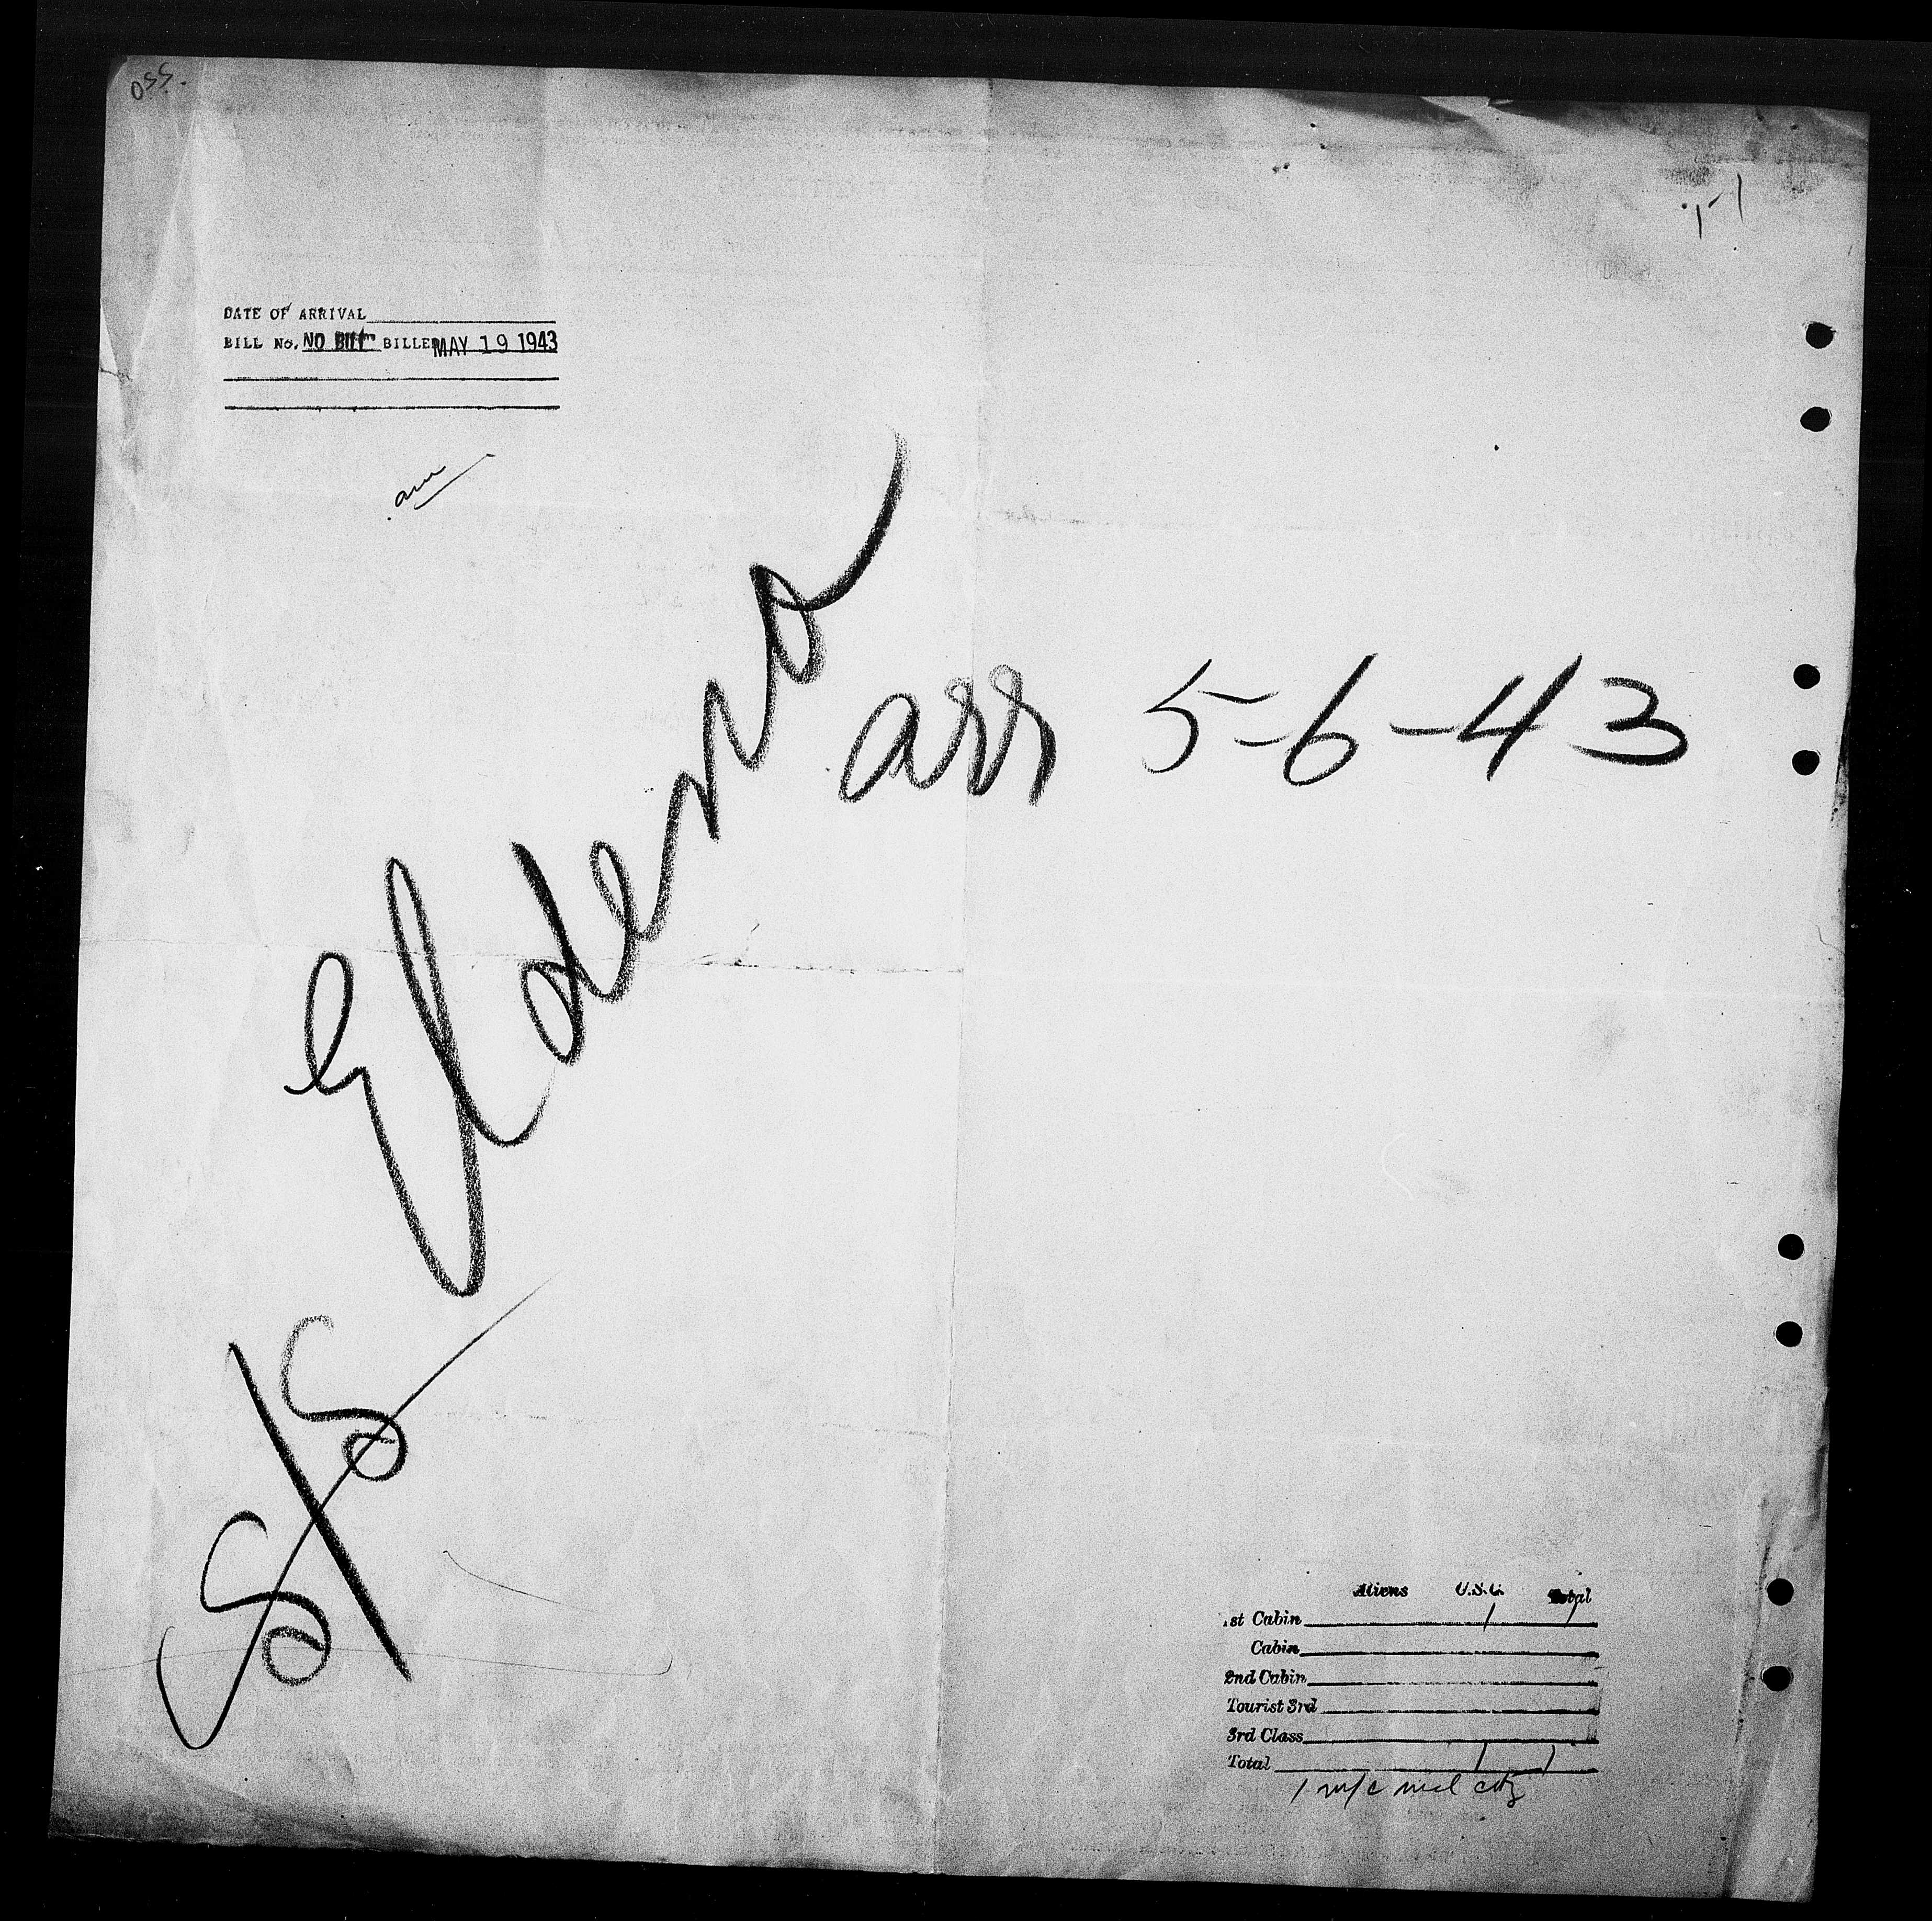 OSS.
DATE OF ARRIVAL
BILL No. NO BILL BILLED MAY 19 1943
S/S Eldena
arr 5-6-43
Aliens U.S.C. Total
1st Cabin 1 1
Cabin
2nd Cabin
Tourist 3rd
3rd Class
Total 1 1